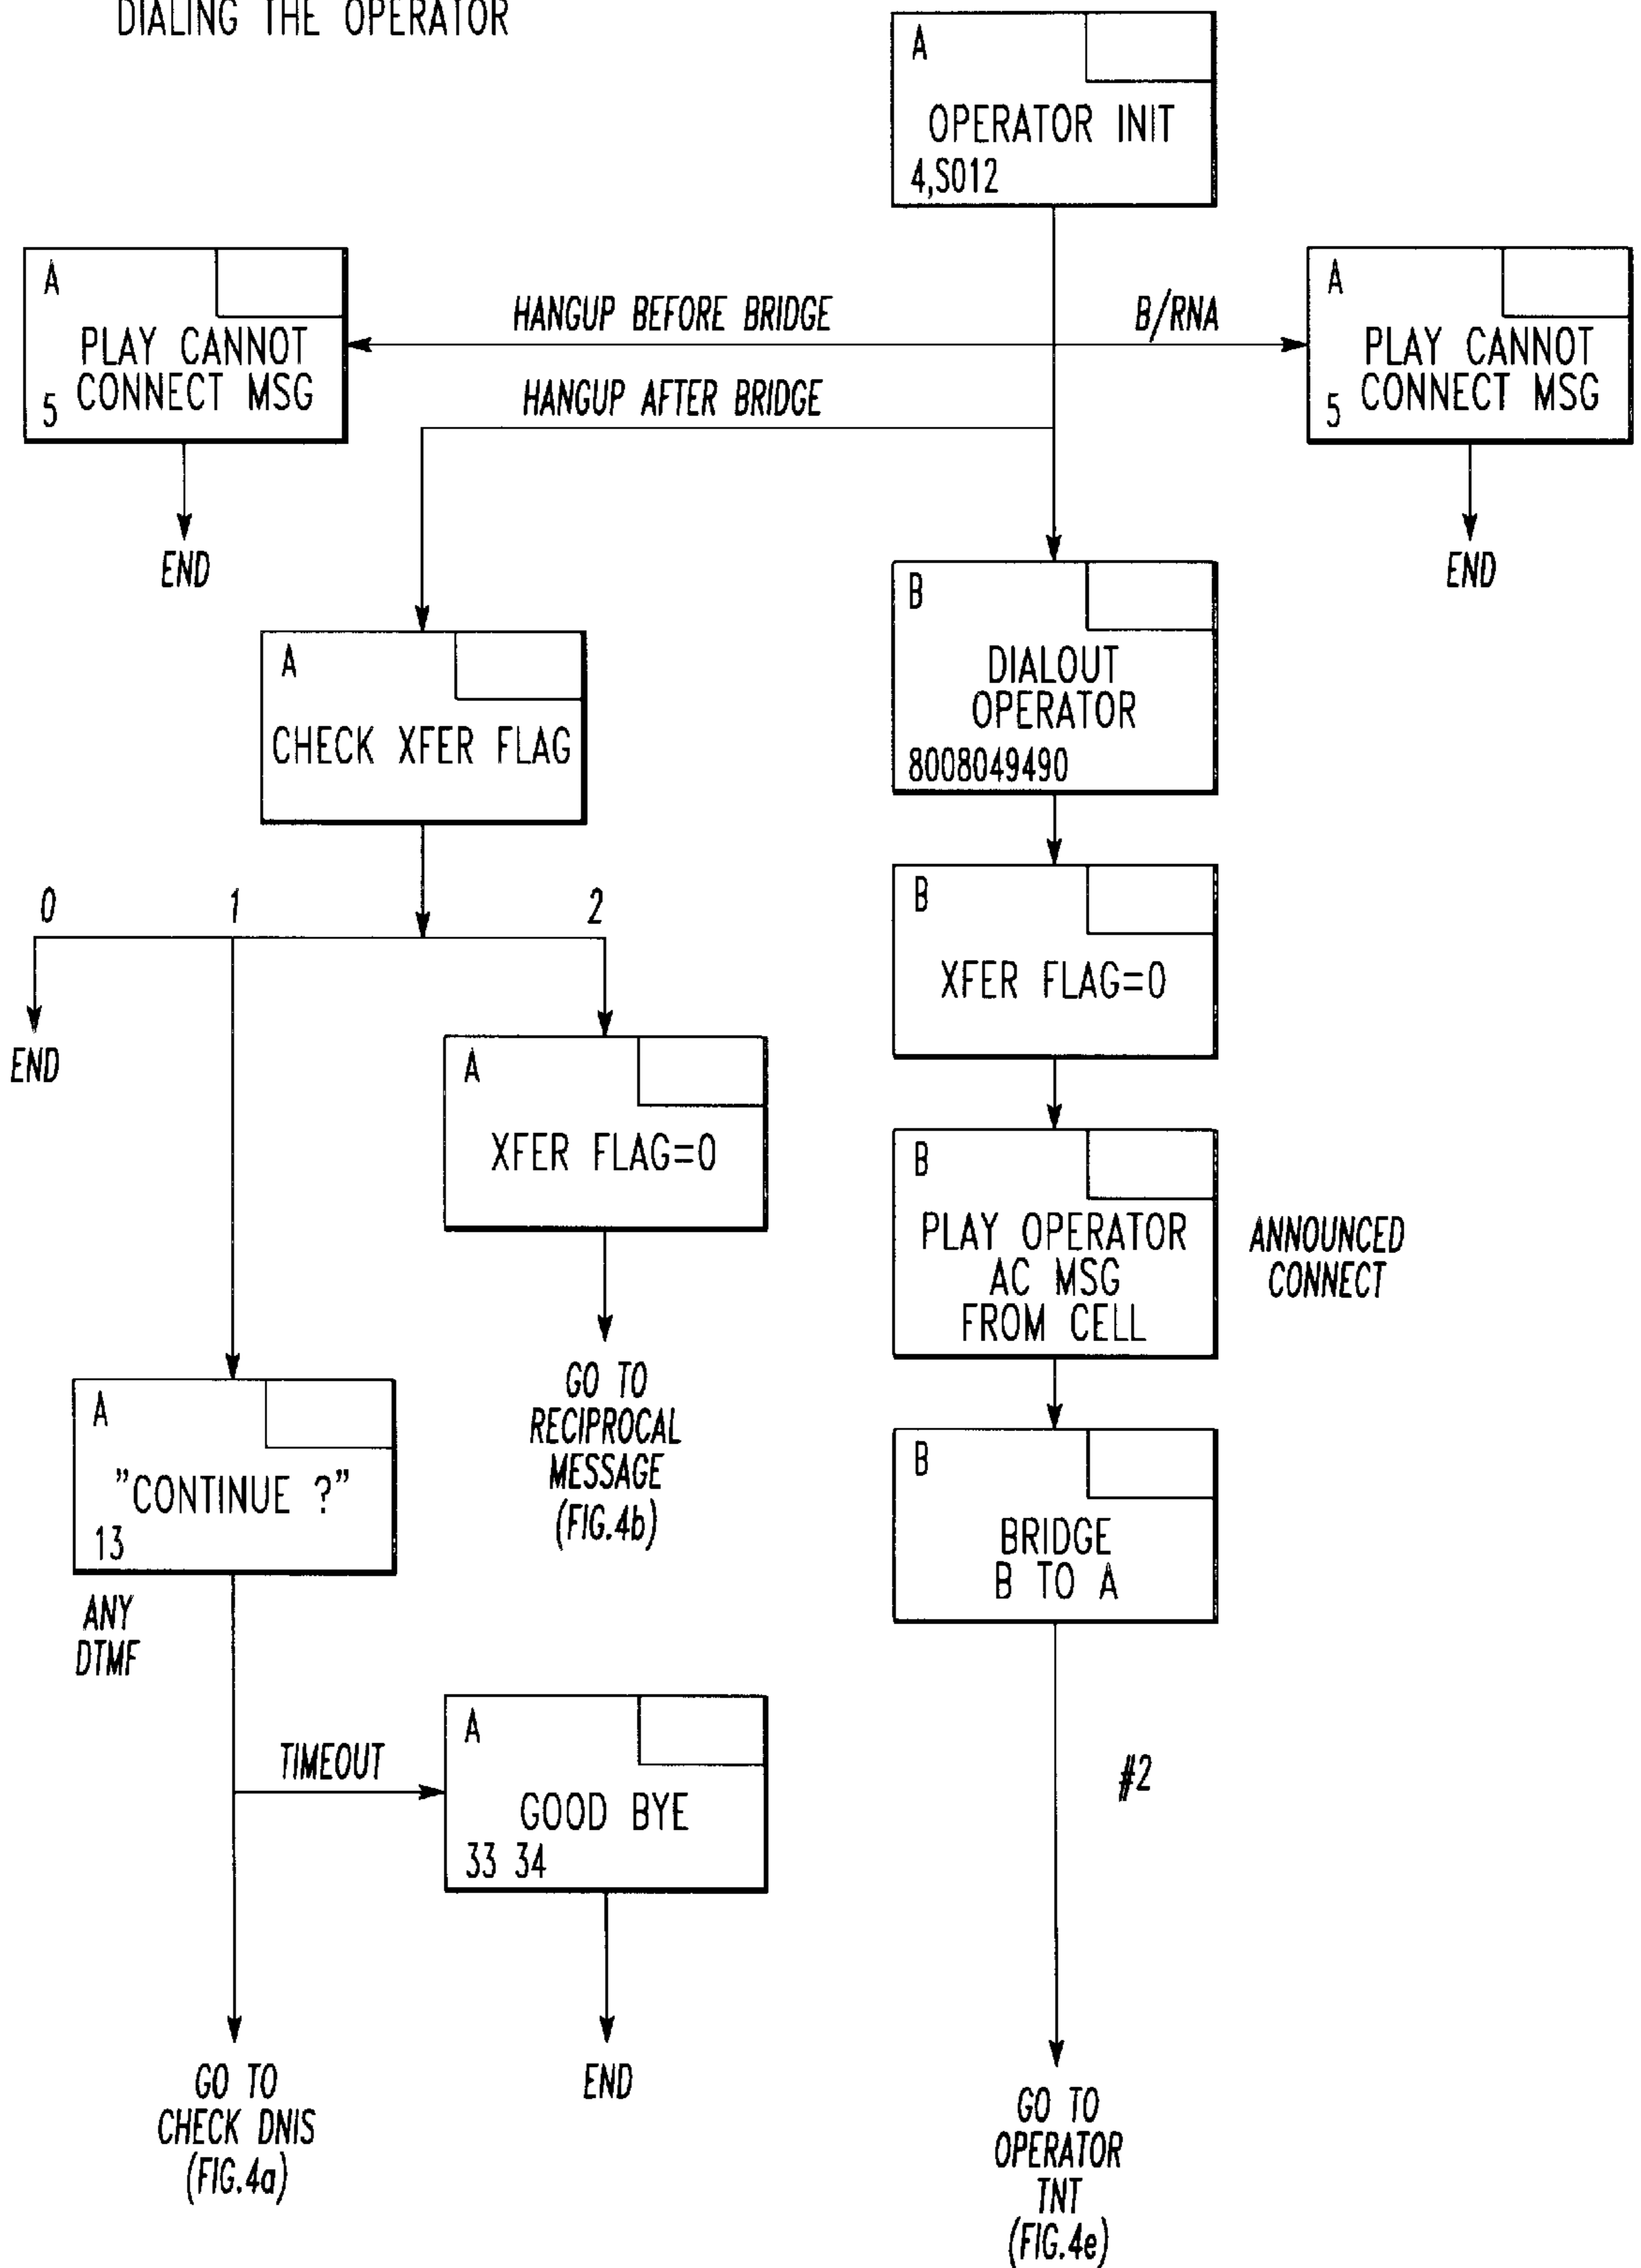 DIALING THE OPERATOR
A
OPERATOR INIT
4,S012
A
PLAY CANNOT
CONNECT MSG
5
HANGUP BEFORE BRIDGE
B/RNA
A
PLAY CANNOT
CONNECT MSG
5
HANGUP AFTER BRIDGE
END
END
A
CHECK XFER FLAG
B
DIALOUT
OPERATOR
8008049490
0
1
2
END
B
XFER FLAG=0
A
XFER FLAG=0
B
PLAY OPERATOR
AC MSG
FROM CELL
ANNOUNCED
CONNECT
GO TO
RECIPROCAL
MESSAGE
(FIG.4b)
A
"CONTINUE ?"
13
B
BRIDGE
B TO A
ANY
DTMF
TIMEOUT
A
GOOD BYE
33 34
#2
GO TO
CHECK DNIS
(FIG.4a)
END
GO TO
OPERATOR
TNT
(FIG.4e)